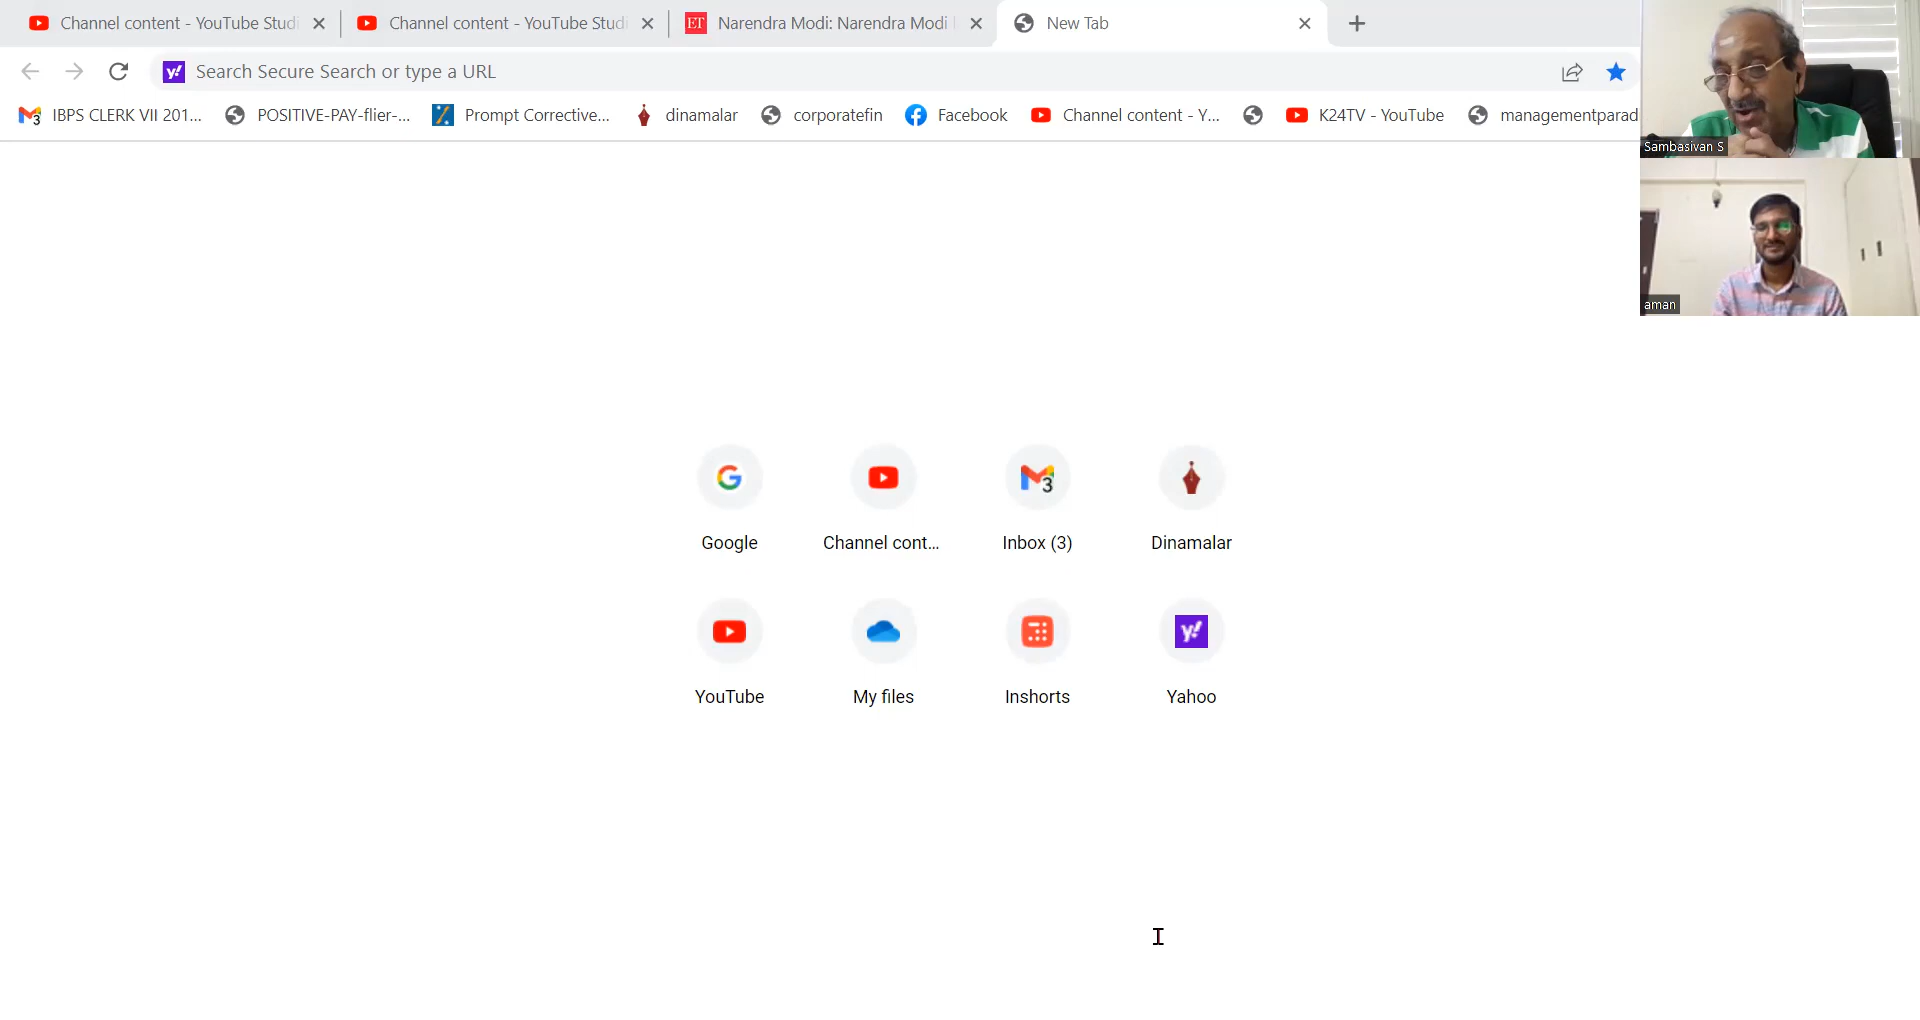 Channel content - YouTube Studi
Channel content - YouTube Studi
ET
Narendra Modi: Narendra Modi
New Tab
y!
Search Secure Search or type a URL
IBPS CLERK VII 201...
POSITIVE-PAY-flier-...
Prompt Corrective...
dinamalar
corporatefin
Facebook
Channel content - Y...
K24TV - YouTube
managementparad
Sambasivan S
aman
Google
Channel cont...
3
Inbox (3)
Dinamalar
YouTube
My files
Inshorts
y!
Yahoo